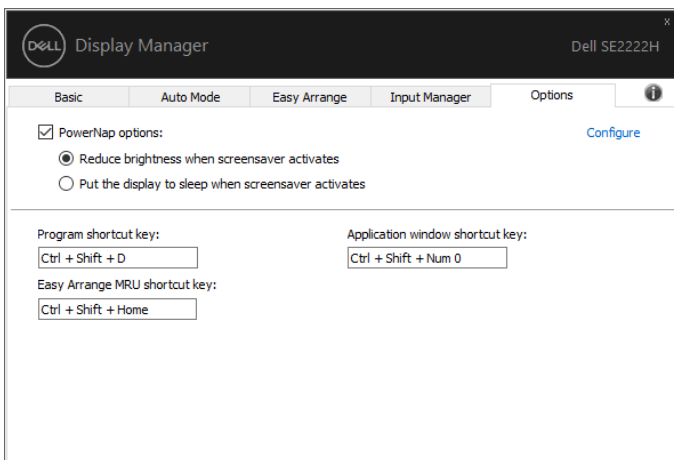 x
DELL Display Manager Dell SE2222H
Basic Auto Mode Easy Arrange Input Manager Options i
PowerNap options: Configure
Reduce brightness when screensaver activates
Put the display to sleep when screensaver activates
Program shortcut key: Application window shortcut key:
Ctrl + Shift + D Ctrl + Shift + Num 0
Easy Arrange MRU shortcut key:
Ctrl + Shift + Home